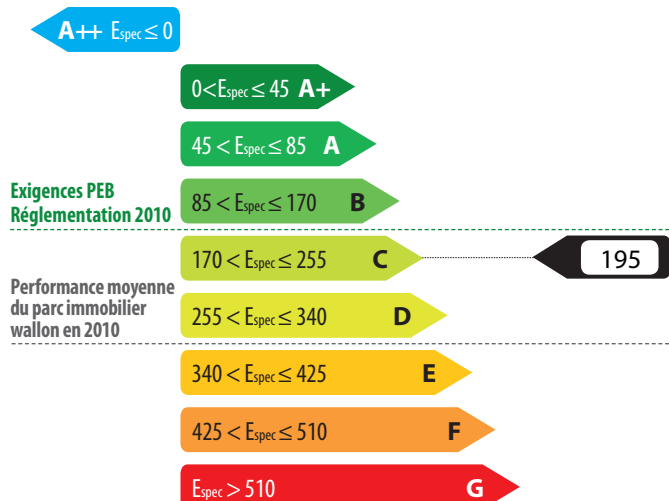 A++ Espec ≤ 0
0<Espec ≤ 45 A+
45 < Espec ≤ 85 A
Exigences PEB
Réglementation 2010
85 < Espec ≤ 170 B
170 < Espec ≤ 255 C
195
Performance moyenne
du parc immobilier
wallon en 2010
255 < Espec ≤ 340 D
340 < Espec ≤ 425 E
425 < Espec ≤ 510 F
Espec > 510 G